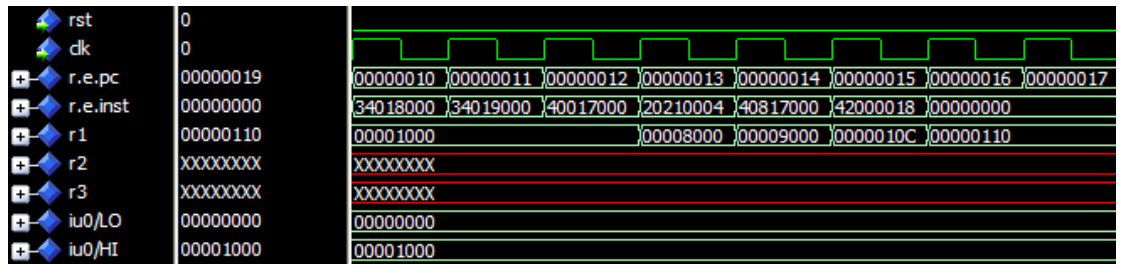 rst 0
clk 0
r.e.pc 00000019 00000010 00000011 00000012 00000013 00000014 00000015 00000016 00000017
r.e.inst 00000000 34018000 34019000 40017000 20210004 40817000 42000018 00000000
r1 00000110 00001000 00008000 00009000 0000010C 00000110
r2 XXXXXXXX XXXXXXXX
r3 XXXXXXXX XXXXXXXX
iu0/LO 00000000 00000000
iu0/HI 00001000 00001000